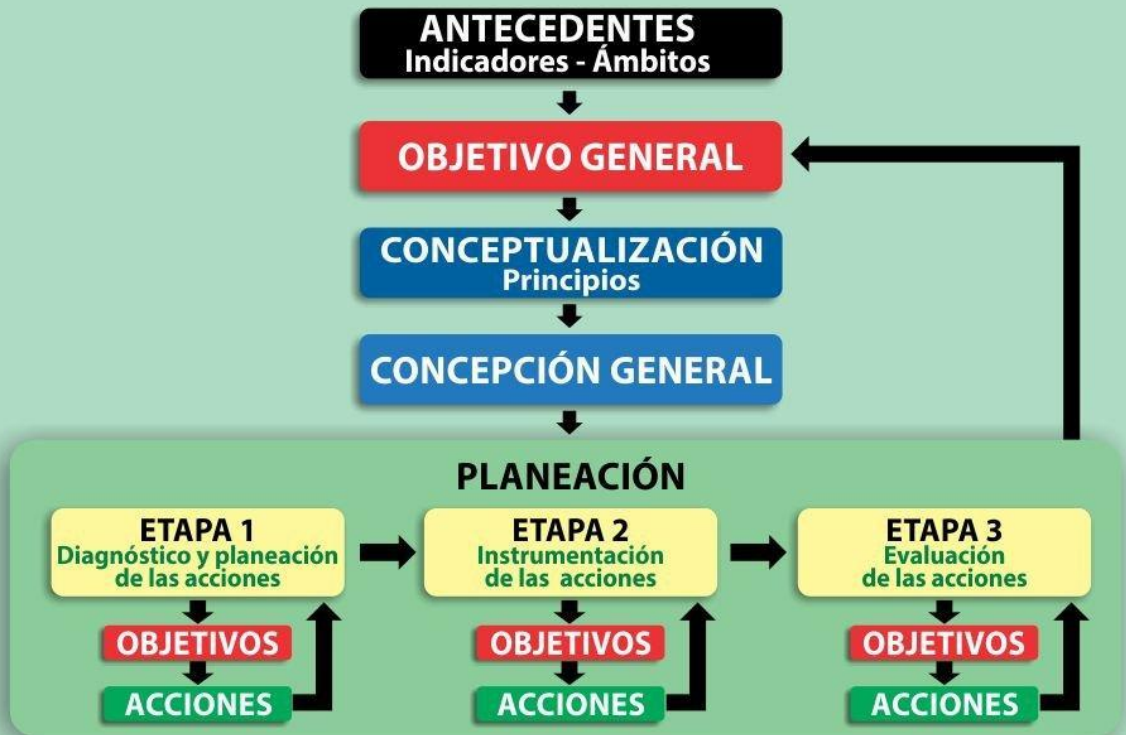 ANTECEDENTES
Indicadores - Ámbitos
OBJETIVO GENERAL
CONCEPTUALIZACIÓN
Principios
CONCEPCIÓN GENERAL
PLANEACIÓN
ETAPA 1
Diagnóstico y planeación
de las acciones
OBJETIVOS
ACCIONES
ETAPA 2
Instrumentación
de las acciones
OBJETIVOS
ACCIONES
ETAPA 3
Evaluación
de las acciones
OBJETIVOS
ACCIONES